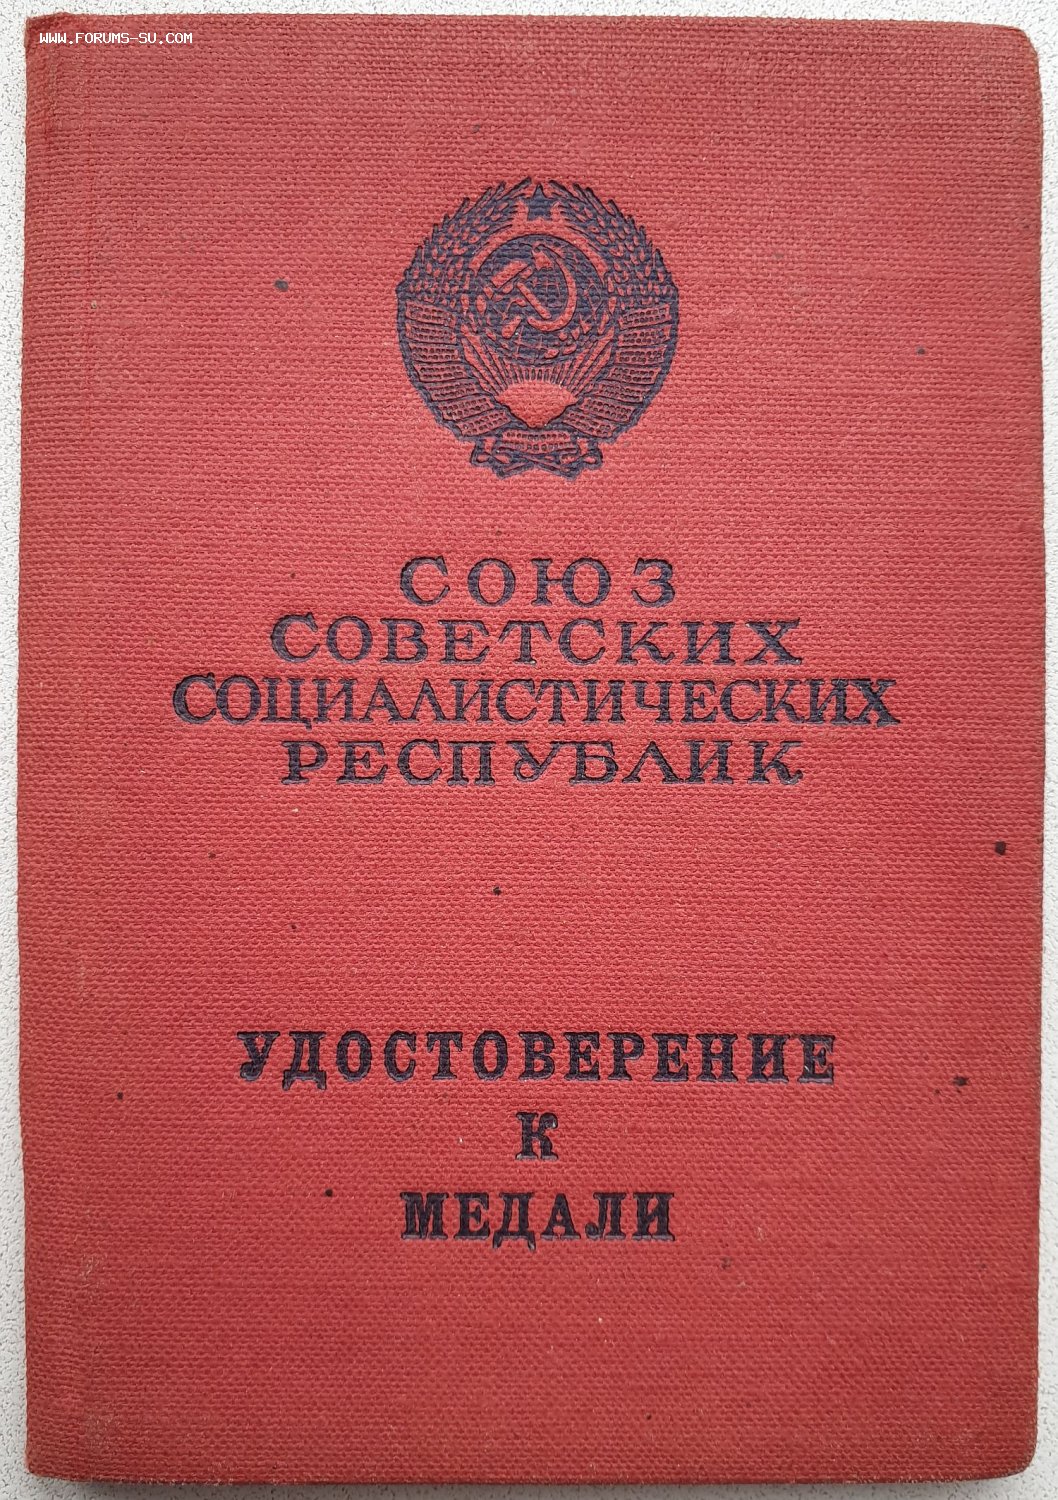 WWW.FORUMS-SU.COM
СОЮЗ
СОВЕТСКИХ
СОЦИАЛИСТИЧЕСКИХ
РЕСПУБЛИК
УДОСТОВЕРЕНИЕ
К
МЕДАЛИ